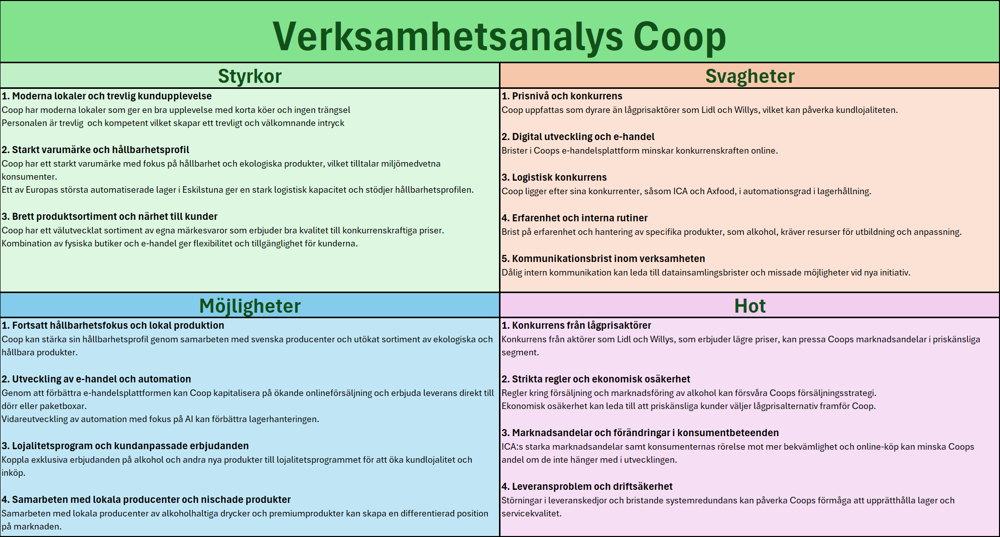 Verksamhetsanalys Coop
Styrkor
1. Moderna lokaler och trevlig kundupplevelse
Coop har moderna lokaler som ger en bra upplevelse med korta köer och ingen trängsel
Personalen är trevlig  och kompetent vilket skapar ett trevligt och välkomnande intryck
2. Starkt varumärke och hållbarhetsprofil
Coop har ett starkt varumärke med fokus på hållbarhet och ekologiska produkter, vilket tilltalar miljömedvetna
konsumenter.
Ett av Europas största automatiserade lager i Eskilstuna ger en stark logistisk kapacitet och stödjer hållbarhetsprofilen.
3. Brett produktsortiment och närhet till kunder
Coop har ett välutvecklat sortiment av egna märkesvaror som erbjuder bra kvalitet till konkurrenskraftiga priser.
Kombination av fysiska butiker och e-handel ger flexibilitet och tillgänglighet för kunderna.
Svagheter
1. Prisnivå och konkurrens
Coop uppfattas som dyrare än lågprisaktörer som Lidl och Willys, vilket kan påverka kundlojaliteten.
2. Digital utveckling och e-handel
Brister i Coops e-handelsplattform minskar konkurrenskraften online.
3. Logistisk konkurrens
Coop ligger efter sina konkurrenter, såsom ICA och Axfood, i automationsgrad i lagerhållning.
4. Erfarenhet och interna rutiner
Brist på erfarenhet och hantering av specifika produkter, som alkohol, kräver resurser för utbildning och anpassning.
5. Kommunikationsbrist inom verksamheten
Dålig intern kommunikation kan leda till datainsamlingsbrister och missade möjligheter vid nya initiativ.
Möjligheter
1. Fortsatt hållbarhetsfokus och lokal produktion
Coop kan stärka sin hållbarhetsprofil genom samarbeten med svenska producenter och utökat sortiment av ekologiska och
hållbara produkter.
2. Utveckling av e-handel och automation
Genom att förbättra e-handelsplattformen kan Coop kapitalisera på ökande onlineförsäljning och erbjuda leverans direkt till
dörr eller paketboxar.
Vidareutveckling av automation med fokus på AI kan förbättra lagerhanteringen.
3. Lojalitetsprogram och kundanpassade erbjudanden
Koppla exklusiva erbjudanden på alkohol och andra nya produkter till lojalitetsprogrammet för att öka kundlojalitet och
inköp.
4. Samarbeten med lokala producenter och nischade produkter
Samarbeten med lokala producenter av alkoholhaltiga drycker och premiumprodukter kan skapa en differentierad position
på marknaden.
Hot
1. Konkurrens från lågprisaktörer
Konkurrens från aktörer som Lidl och Willys, som erbjuder lägre priser, kan pressa Coops marknadsandelar i priskänsliga
segment.
2. Strikta regler och ekonomisk osäkerhet
Regler kring försäljning och marknadsföring av alkohol kan försvåra Coops försäljningsstrategi.
Ekonomisk osäkerhet kan leda till att priskänsliga kunder väljer lågprisalternativ framför Coop.
3. Marknadsandelar och förändringar i konsumentbeteenden
ICA:s starka marknadsandelar samt konsumenternas rörelse mot mer bekvämlighet och online-köp kan minska Coops
andel om de inte hänger med i utvecklingen.
4. Leveransproblem och driftsäkerhet
Störningar i leveranskedjor och bristande systemredundans kan påverka Coops förmåga att upprätthålla lager och
servicekvalitet.